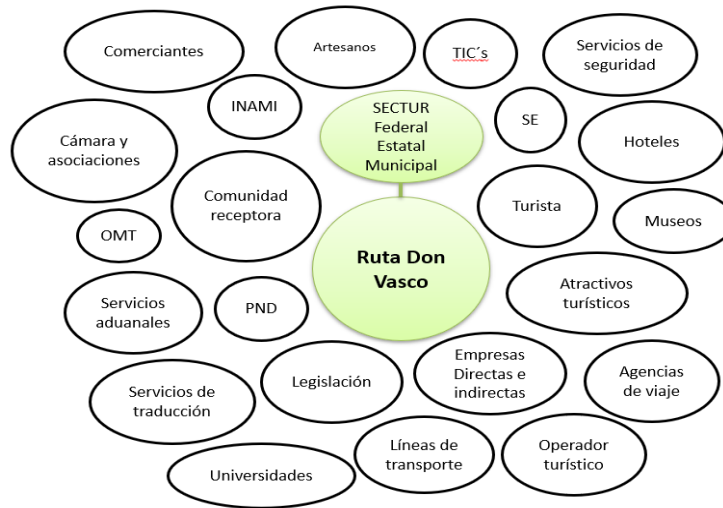 Comerciantes
Artesanos
TIC´s
Servicios de
seguridad
INAMI
SECTUR
Federal
Estatal
Municipal
SE
Cámara y
asociaciones
Hoteles
Comunidad
receptora
Turista
Museos
OMT
Ruta Don
Vasco
Atractivos
turísticos
Servicios
aduanales
PND
Empresas
Directas e
indirectas
Legislación
Agencias
de viaje
Servicios de
traducción
Líneas de
transporte
Operador
turístico
Universidades